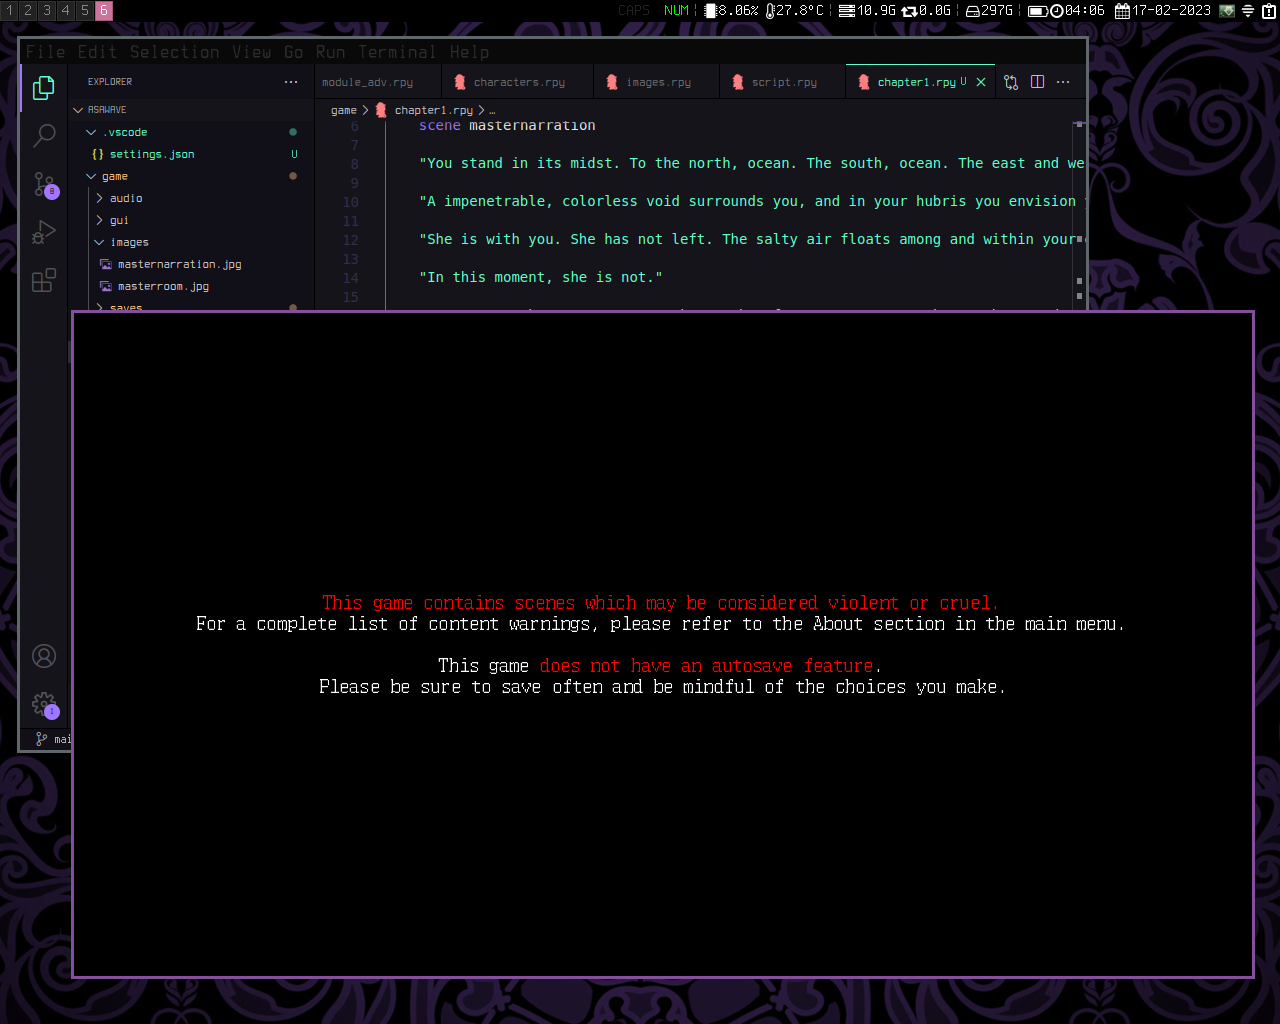 1 2 3 4 5 6
CAPS NUM 8.06% 27.8°C 10.9G 0.0G 297G 04:06 17-02-2023
File Edit Selection View Go Run Terminal Help
EXPLORER
module_adv.rpy characters.rpy images.rpy script.rpy chapter1.rpy U
ASAWAVE
game > chapter1.rpy > …
.vscode
settings.json U
game
audio
gui
images
masternarration.jpg
masterroom.jpg
saves
6 scene masternarration
7
8 "You stand in its midst. To the north, ocean. The south, ocean. The east and we
9
10 "A impenetrable, colorless void surrounds you, and in your hubris you envision
11
12 "She is with you. She has not left. The salty air floats among and within your
13
14 "In this moment, she is not."
15
8
1
mai
This game contains scenes which may be considered violent or cruel.
For a complete list of content warnings, please refer to the About section in the main menu.
This game does not have an autosave feature.
Please be sure to save often and be mindful of the choices you make.